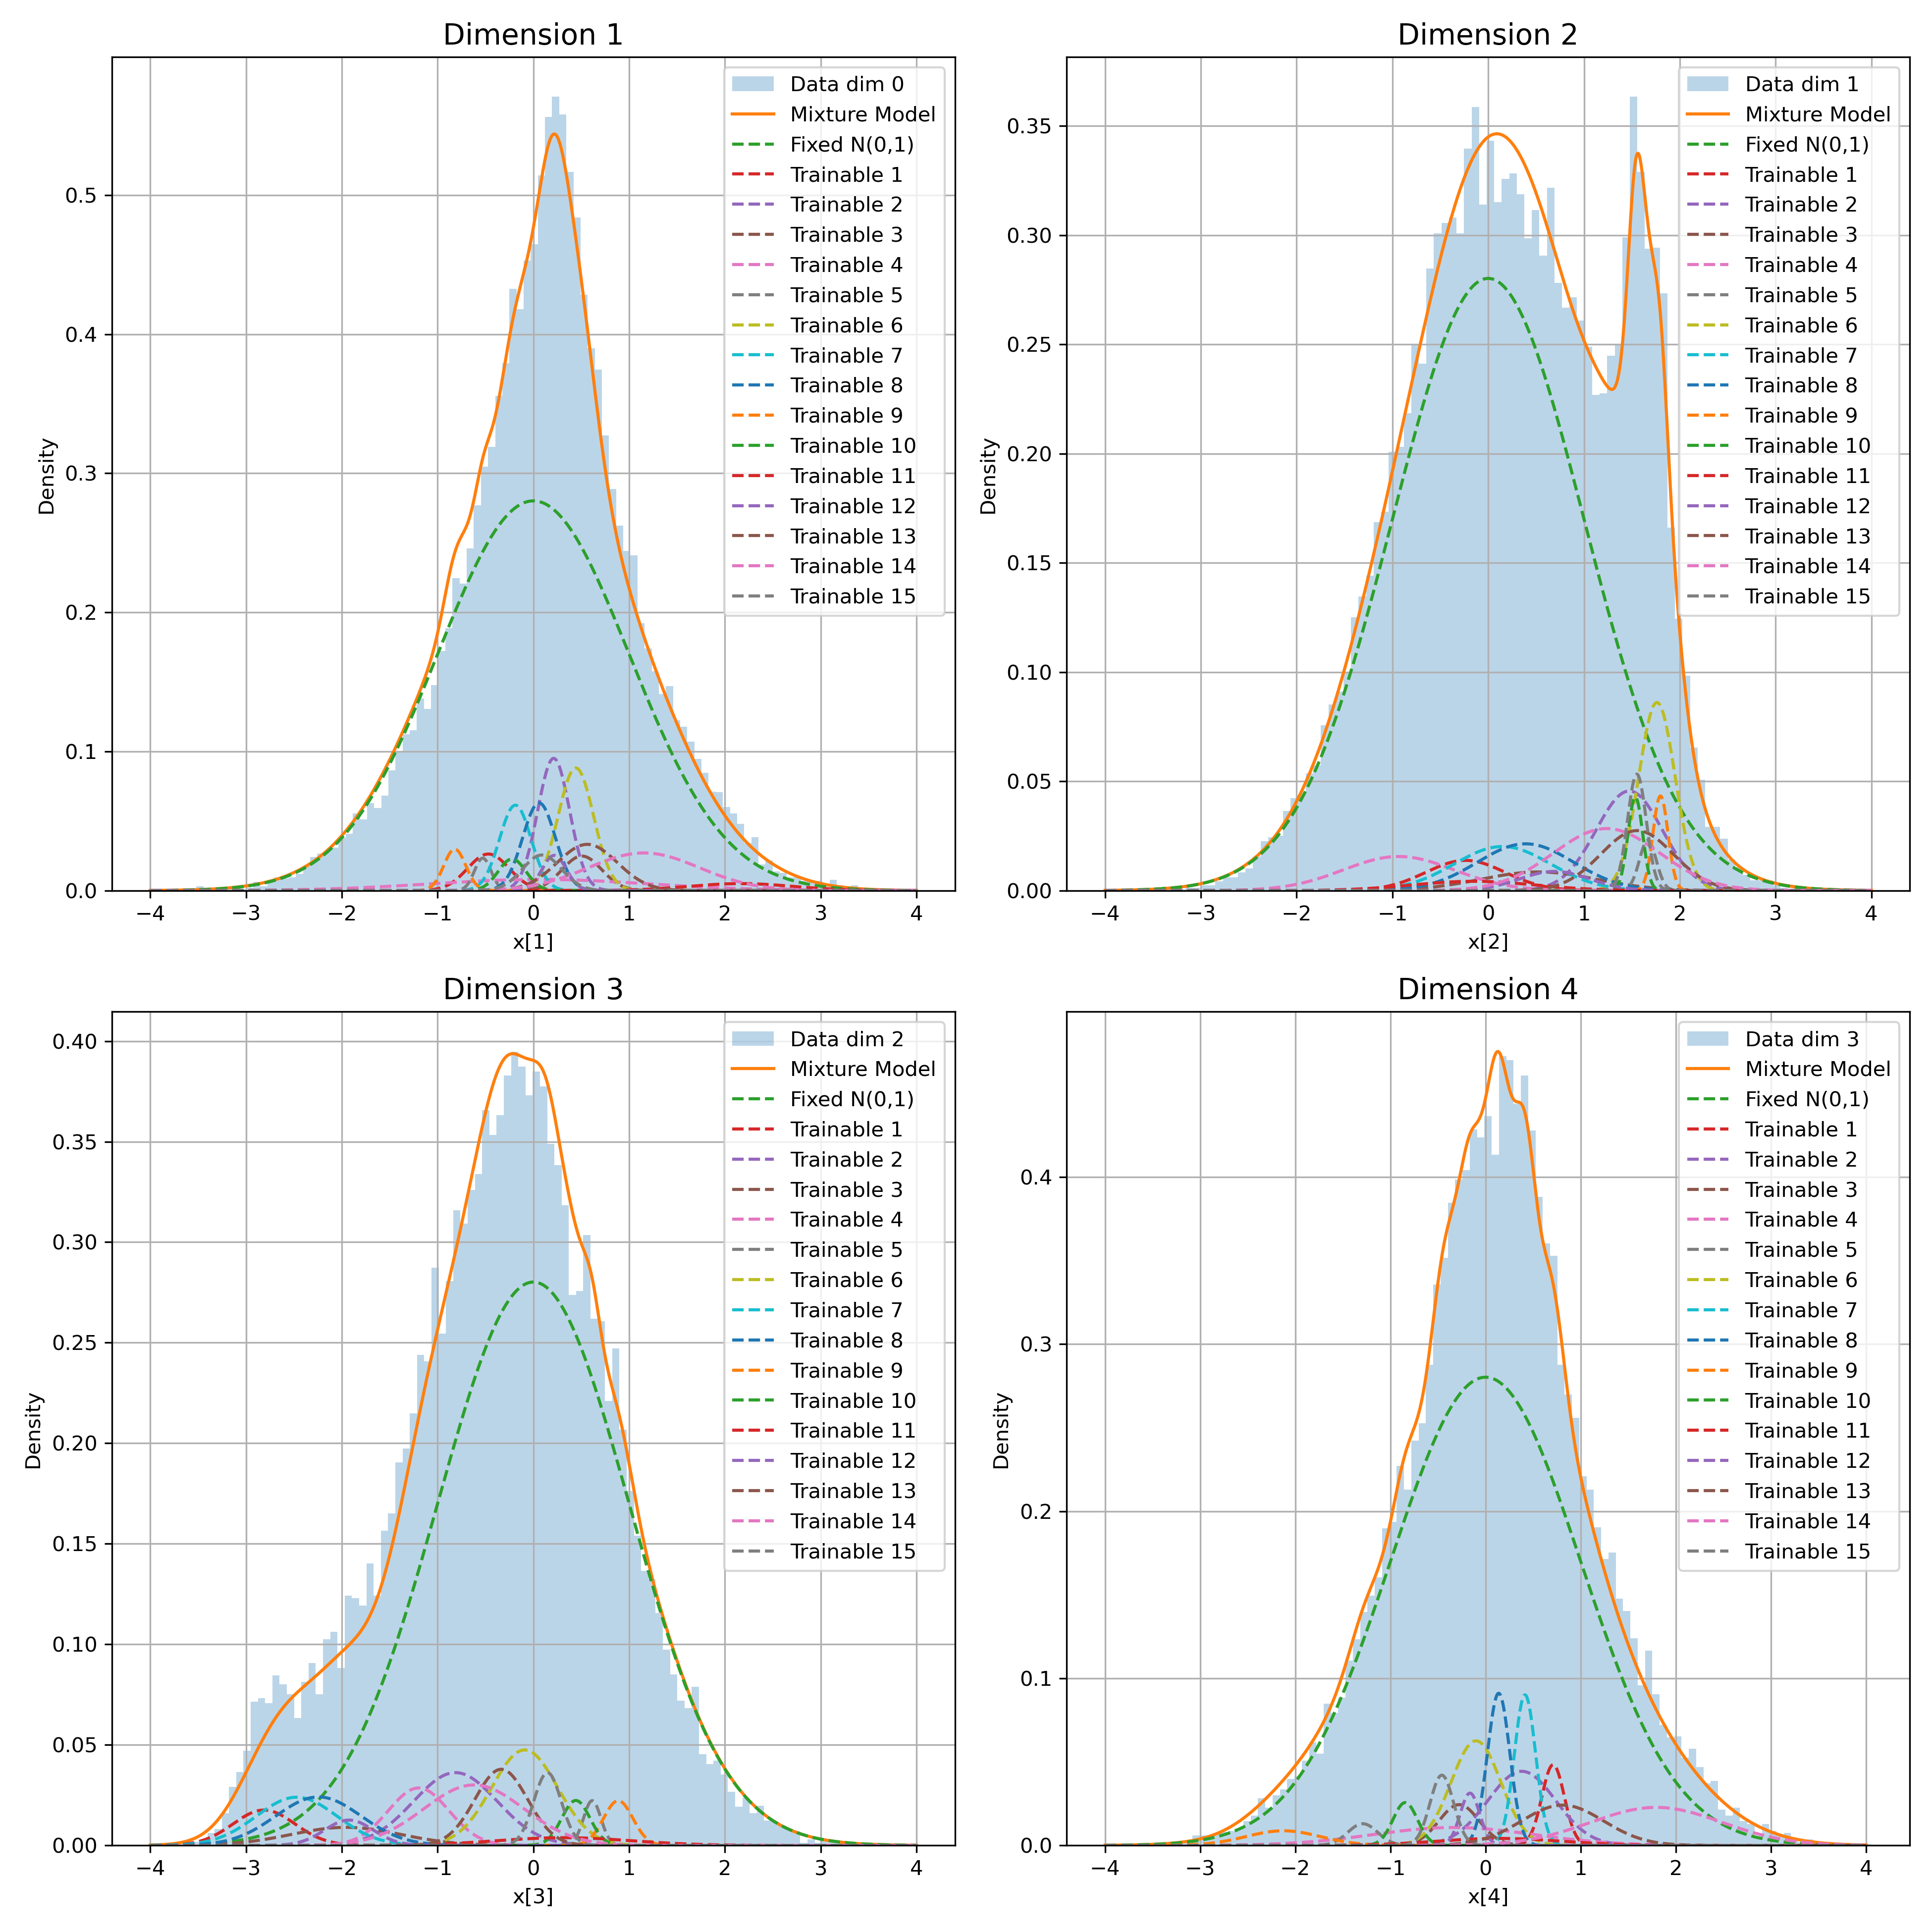 Dimension 1
Density
0.5
0.4
0.3
0.2
0.1
0.0
−4 −3 −2 −1 0 1 2 3 4
x[1]
Data dim 0
Mixture Model
Fixed N(0,1)
Trainable 1
Trainable 2
Trainable 3
Trainable 4
Trainable 5
Trainable 6
Trainable 7
Trainable 8
Trainable 9
Trainable 10
Trainable 11
Trainable 12
Trainable 13
Trainable 14
Trainable 15
Dimension 2
Density
0.35
0.30
0.25
0.20
0.15
0.10
0.05
0.00
−4 −3 −2 −1 0 1 2 3 4
x[2]
Data dim 1
Mixture Model
Fixed N(0,1)
Trainable 1
Trainable 2
Trainable 3
Trainable 4
Trainable 5
Trainable 6
Trainable 7
Trainable 8
Trainable 9
Trainable 10
Trainable 11
Trainable 12
Trainable 13
Trainable 14
Trainable 15
Dimension 3
Density
0.40
0.35
0.30
0.25
0.20
0.15
0.10
0.05
0.00
−4 −3 −2 −1 0 1 2 3 4
x[3]
Data dim 2
Mixture Model
Fixed N(0,1)
Trainable 1
Trainable 2
Trainable 3
Trainable 4
Trainable 5
Trainable 6
Trainable 7
Trainable 8
Trainable 9
Trainable 10
Trainable 11
Trainable 12
Trainable 13
Trainable 14
Trainable 15
Dimension 4
Density
0.4
0.3
0.2
0.1
0.0
−4 −3 −2 −1 0 1 2 3 4
x[4]
Data dim 3
Mixture Model
Fixed N(0,1)
Trainable 1
Trainable 2
Trainable 3
Trainable 4
Trainable 5
Trainable 6
Trainable 7
Trainable 8
Trainable 9
Trainable 10
Trainable 11
Trainable 12
Trainable 13
Trainable 14
Trainable 15